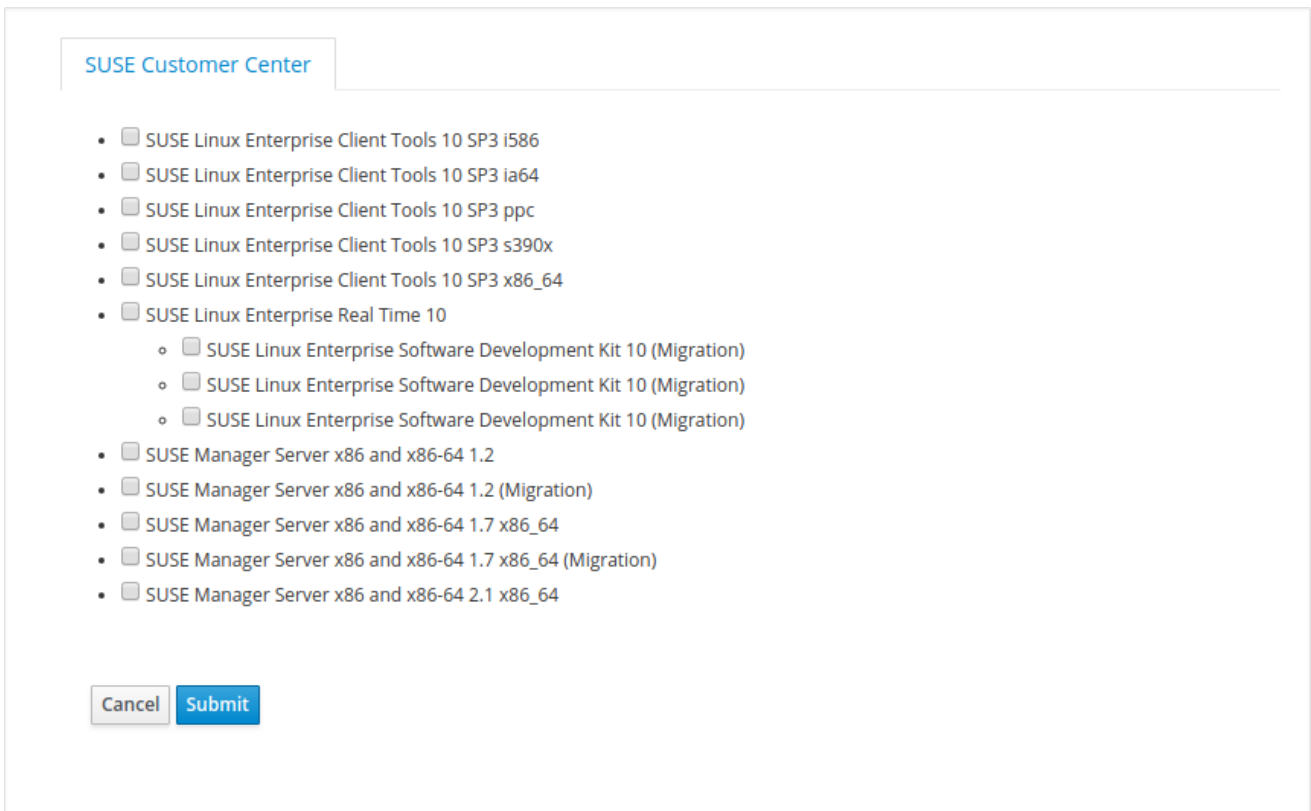 SUSE Customer Center
SUSE Linux Enterprise Client Tools 10 SP3 i586
SUSE Linux Enterprise Client Tools 10 SP3 ia64
SUSE Linux Enterprise Client Tools 10 SP3 ppc
SUSE Linux Enterprise Client Tools 10 SP3 s390x
SUSE Linux Enterprise Client Tools 10 SP3 x86_64
SUSE Linux Enterprise Real Time 10
SUSE Linux Enterprise Software Development Kit 10 (Migration)
SUSE Linux Enterprise Software Development Kit 10 (Migration)
SUSE Linux Enterprise Software Development Kit 10 (Migration)
SUSE Manager Server x86 and x86-64 1.2
SUSE Manager Server x86 and x86-64 1.2 (Migration)
SUSE Manager Server x86 and x86-64 1.7 x86_64
SUSE Manager Server x86 and x86-64 1.7 x86_64 (Migration)
SUSE Manager Server x86 and x86-64 2.1 x86_64
Cancel Submit